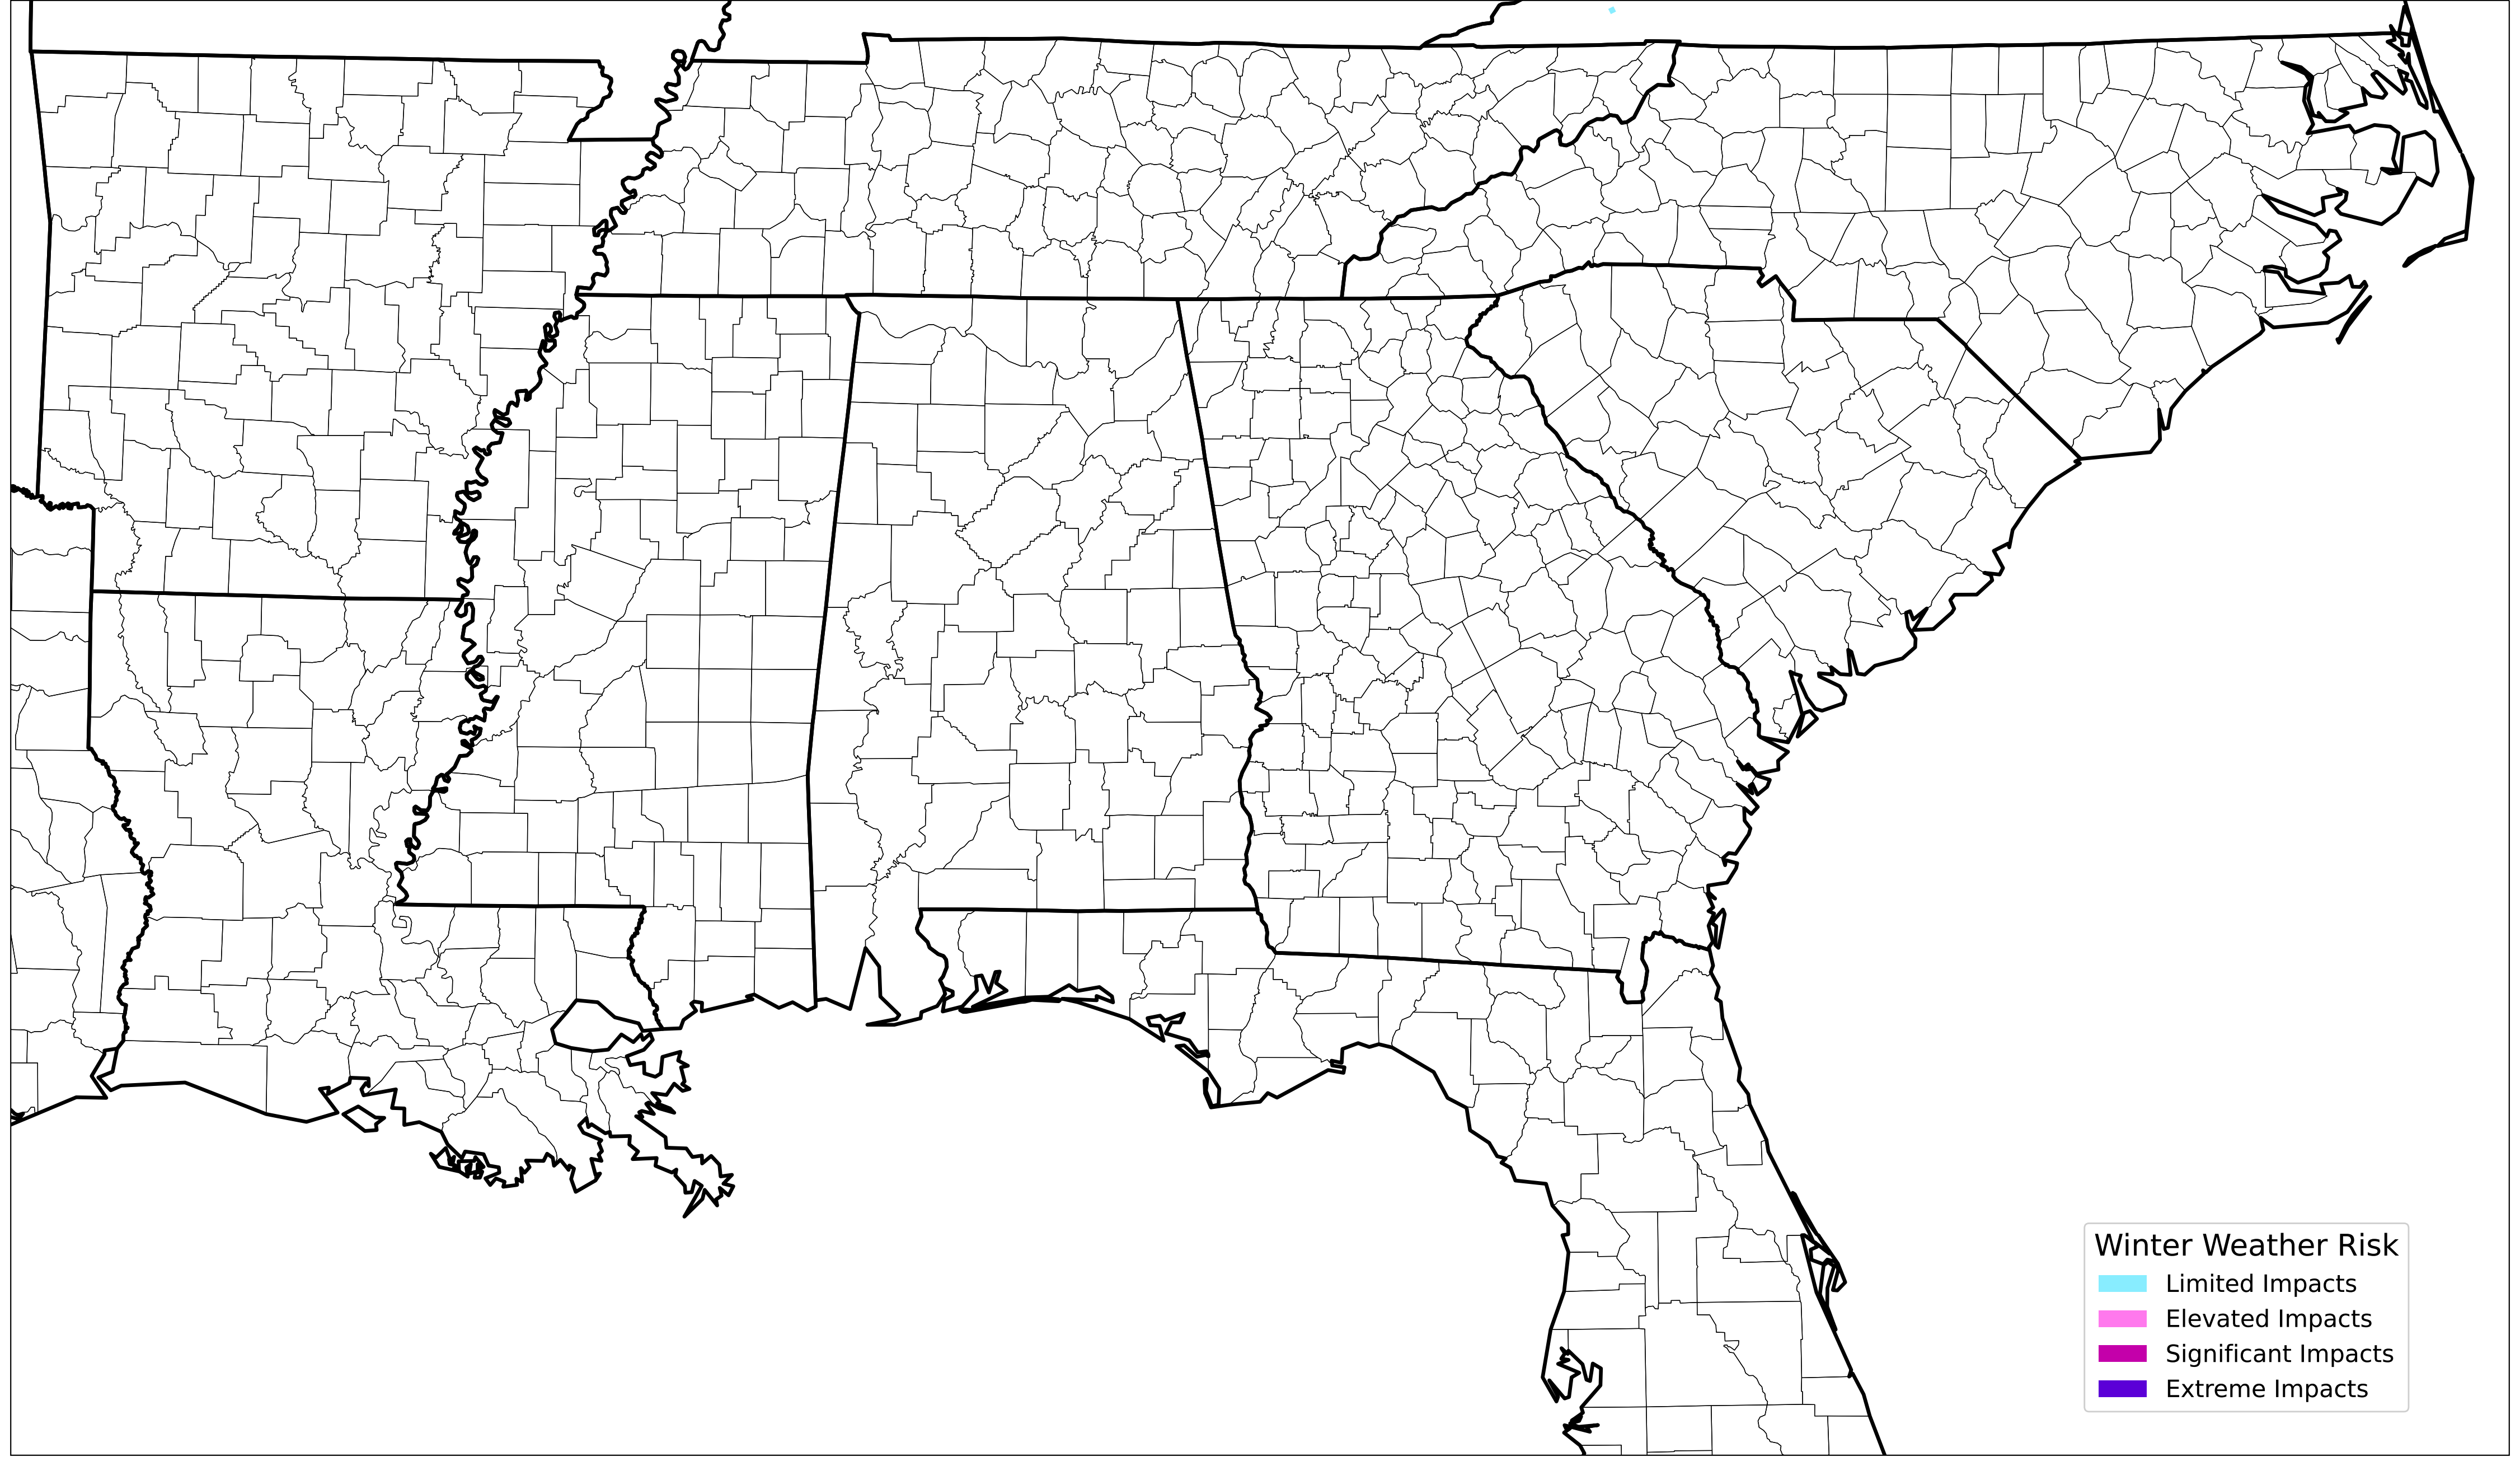 Winter Weather Risk
Limited Impacts
Elevated Impacts
Significant Impacts
Extreme Impacts